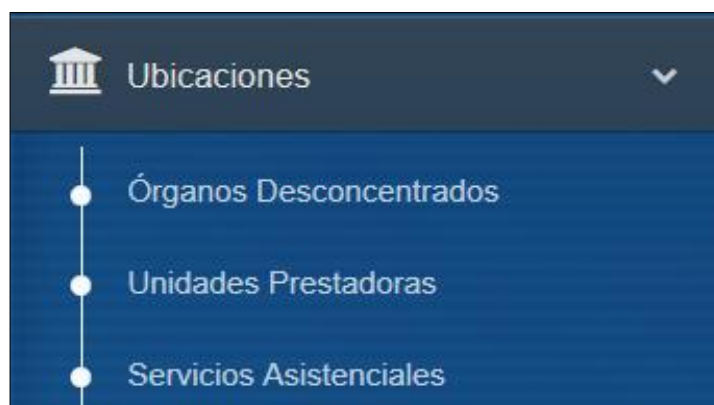 Ubicaciones
Órganos Desconcentrados
Unidades Prestadoras
Servicios Asistenciales